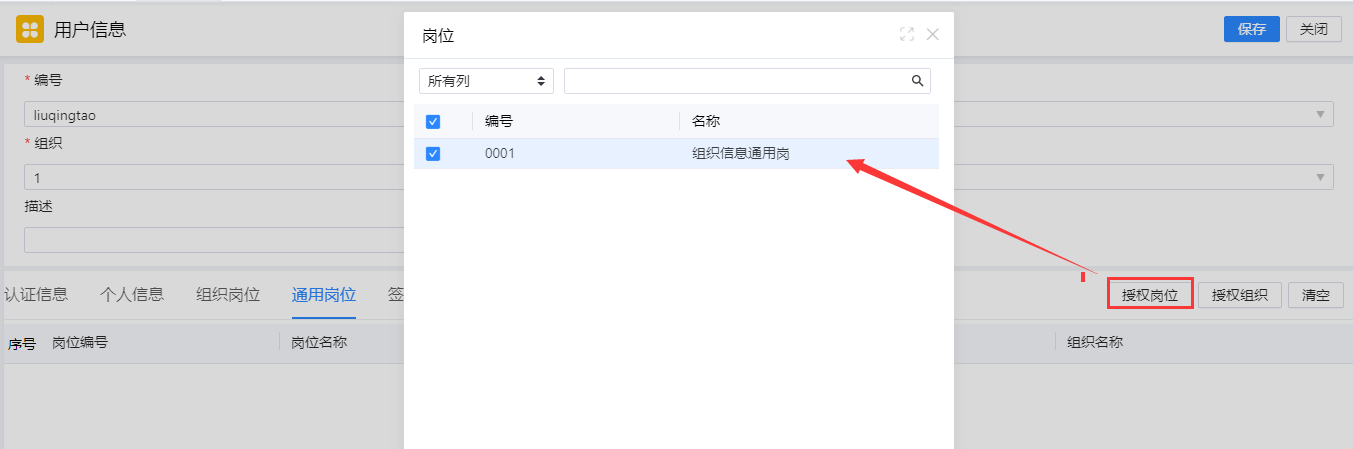 用户信息
保存
关闭
* 编号
liuqingtao
* 组织
1
描述
岗位
所有列
编号
名称
0001
组织信息通用岗
认证信息
个人信息
组织岗位
通用岗位
签
授权岗位
授权组织
清空
序号
岗位编号
岗位名称
组织名称